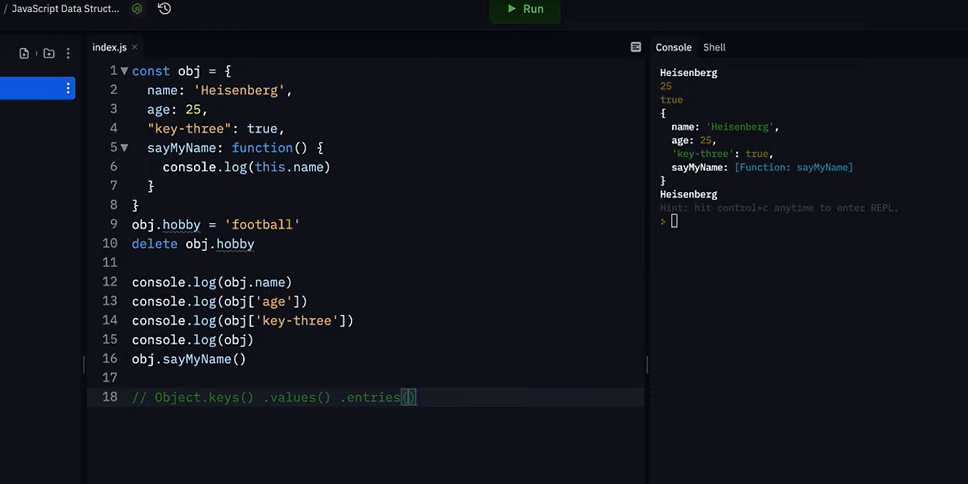 / JavaScript Data Struct...
Run
index.js ×
1 const obj = {
2 name: 'Heisenberg',
3 age: 25,
4 "key-three": true,
5 sayMyName: function() {
6 console.log(this.name)
7 }
8 }
9 obj.hobby = 'football'
10 delete obj.hobby
11
12 console.log(obj.name)
13 console.log(obj['age'])
14 console.log(obj['key-three'])
15 console.log(obj)
16 obj.sayMyName()
17
18 // Object.keys() .values() .entries()
Console Shell
Heisenberg
25
true
{
name: 'Heisenberg',
age: 25,
'key-three': true,
sayMyName: [Function: sayMyName]
}
Heisenberg
Hint: hit control+c anytime to enter REPL.
>